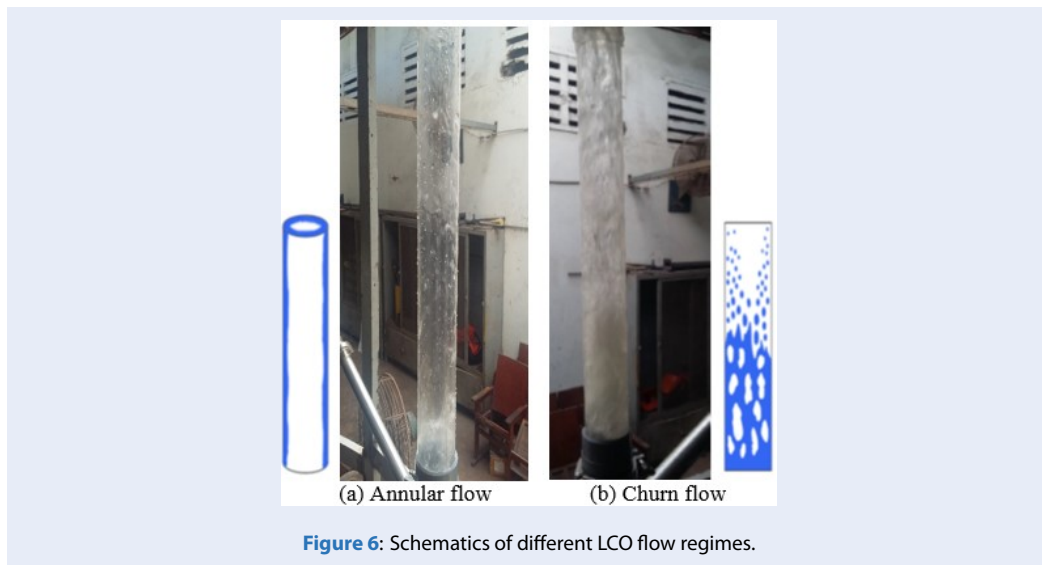 (a) Annular flow
(b) Churn flow
Figure 6: Schematics of different LCO flow regimes.